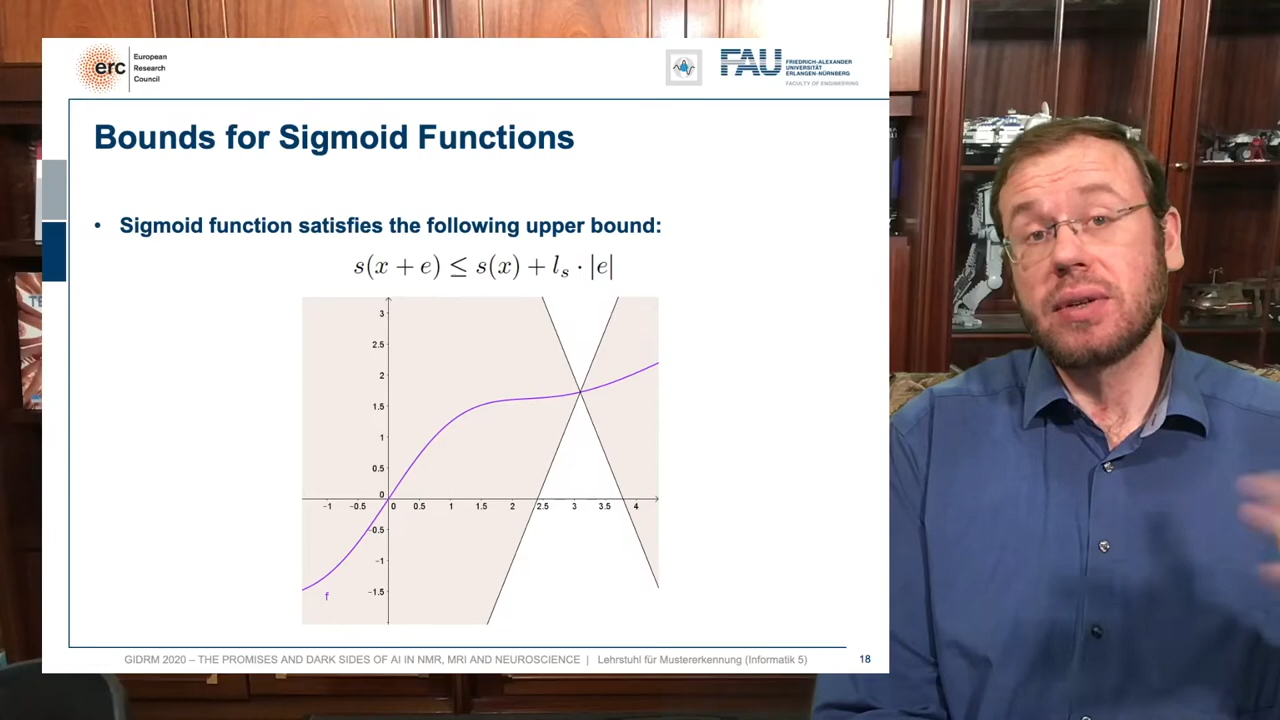 erc
European
Research
Council
FAU
FRIEDRICH-ALEXANDER
UNIVERSITÄT
ERLANGEN-NÜRNBERG
FACULTY OF ENGINEERING
Bounds for Sigmoid Functions
• Sigmoid function satisfies the following upper bound:
s(x + e) ≤ s(x) + lₛ · |e|
3
2.5
2
1.5
1
0.5
0
-1 -0.5 0 0.5 1 1.5 2 2.5 3 3.5 4
-0.5
-1
-1.5
f
GIDRM 2020 – THE PROMISES AND DARK SIDES OF AI IN NMR, MRI AND NEUROSCIENCE | Lehrstuhl für Mustererkennung (Informatik 5) 18